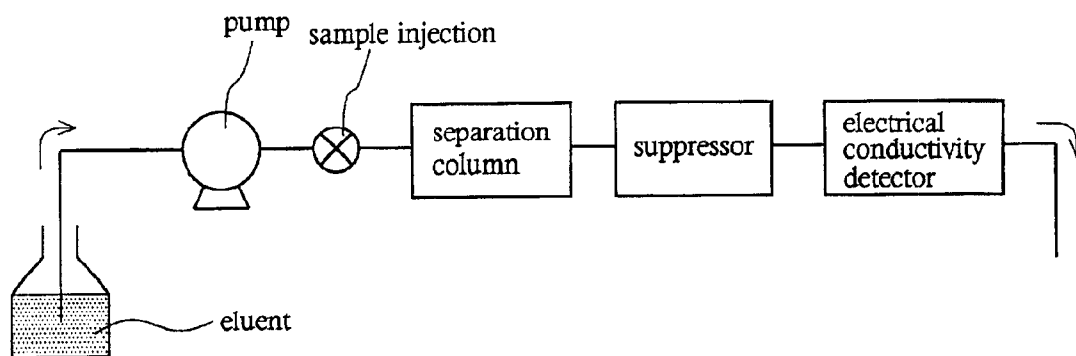 pump
sample injection
separation
column
suppressor
electrical
conductivity
detector
eluent